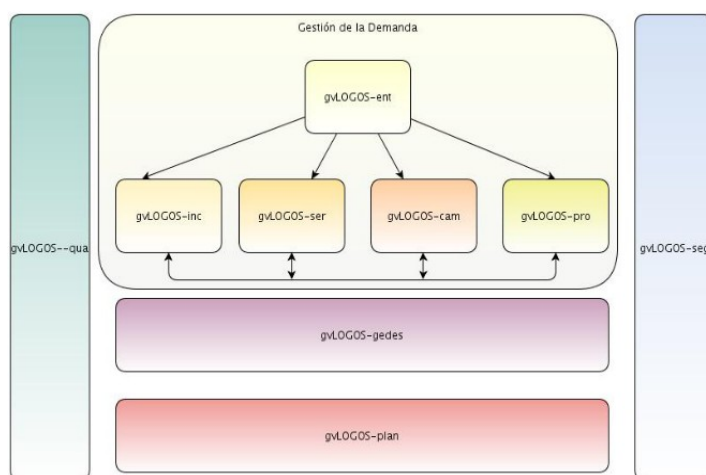 Gestión de la Demanda
gvLOGOS-ent
gvLOGOS-inc
gvLOGOS-ser
gvLOGOS-cam
gvLOGOS-pro
gvLOGOS--qua
gvLOGOS-seg
gvLOGOS-gedes
gvLOGOS-plan